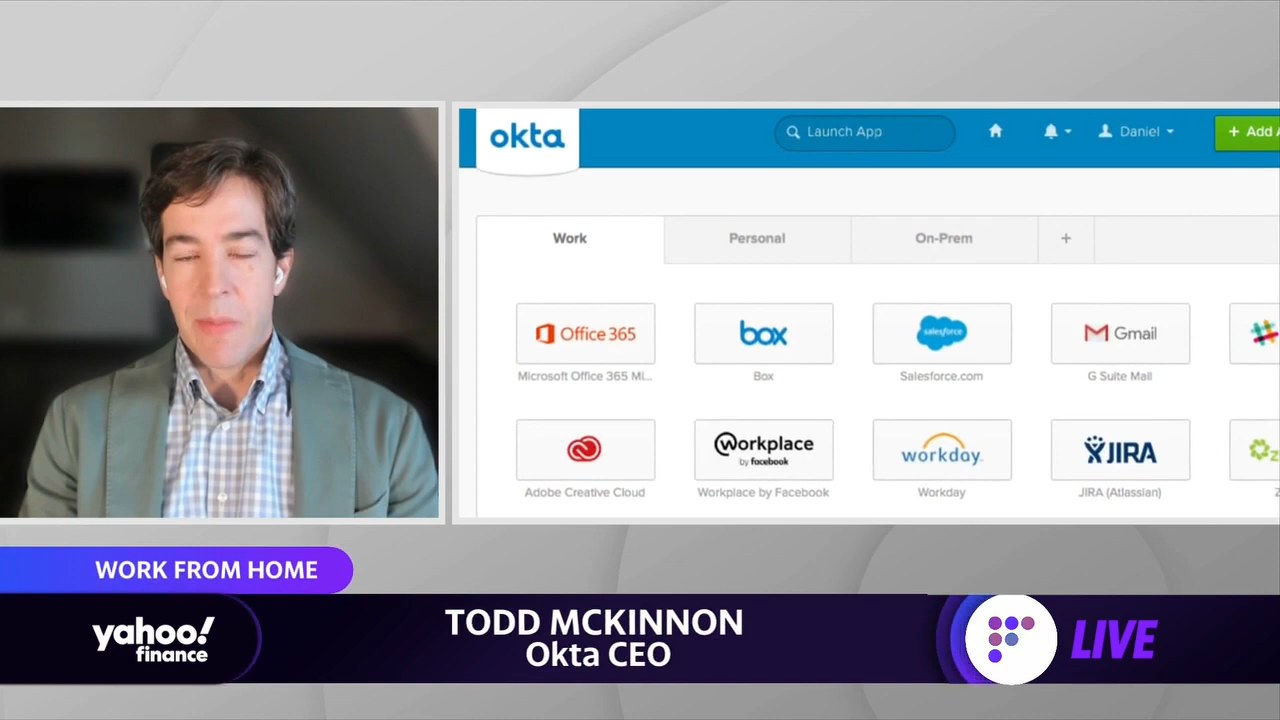 okta
Launch App
Daniel
+ Add
Work
Personal
On-Prem
+
Office 365
box
salesforce
Gmail
Microsoft Office 365 Mi...
Box
Salesforce.com
G Suite Mail
Workplace
by facebook
workday.
JIRA
Adobe Creative Cloud
Workplace by Facebook
Workday
JIRA (Atlassian)
WORK FROM HOME
yahoo!
finance
TODD MCKINNON
Okta CEO
LIVE